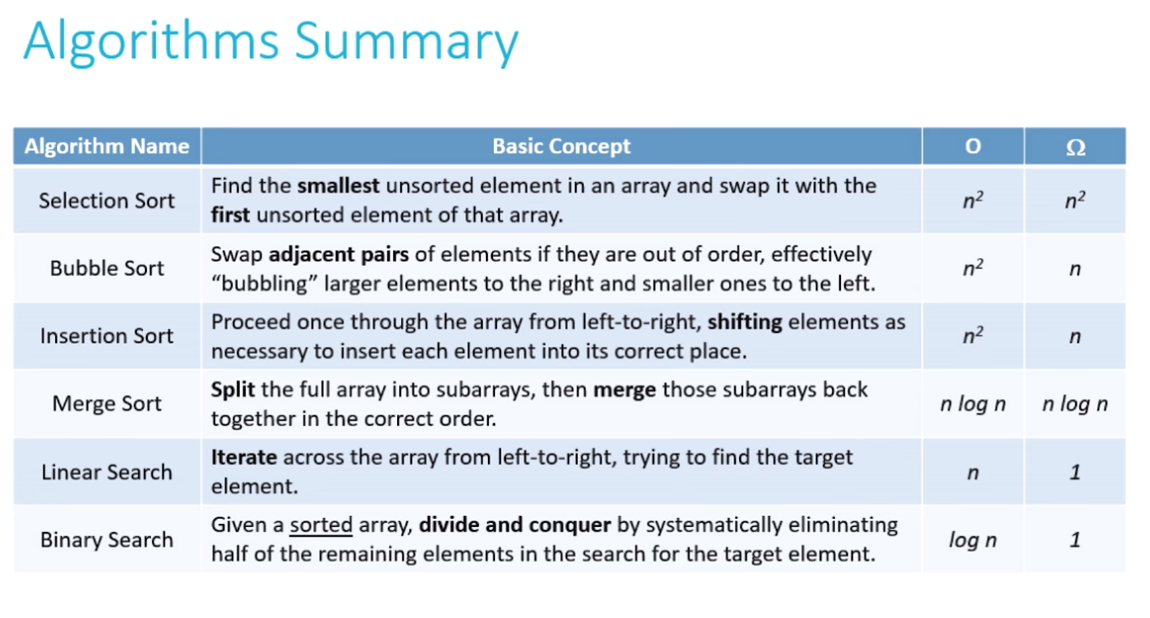 Algorithms Summary
Algorithm Name Basic Concept O Ω
Selection Sort
Find the smallest unsorted element in an array and swap it with the
first unsorted element of that array.
n² n²
Bubble Sort
Swap adjacent pairs of elements if they are out of order, effectively
“bubbling” larger elements to the right and smaller ones to the left.
n² n
Insertion Sort
Proceed once through the array from left-to-right, shifting elements as
necessary to insert each element into its correct place.
n² n
Merge Sort
Split the full array into subarrays, then merge those subarrays back
together in the correct order.
n log n n log n
Linear Search
Iterate across the array from left-to-right, trying to find the target
element.
n 1
Binary Search
Given a sorted array, divide and conquer by systematically eliminating
half of the remaining elements in the search for the target element.
log n 1